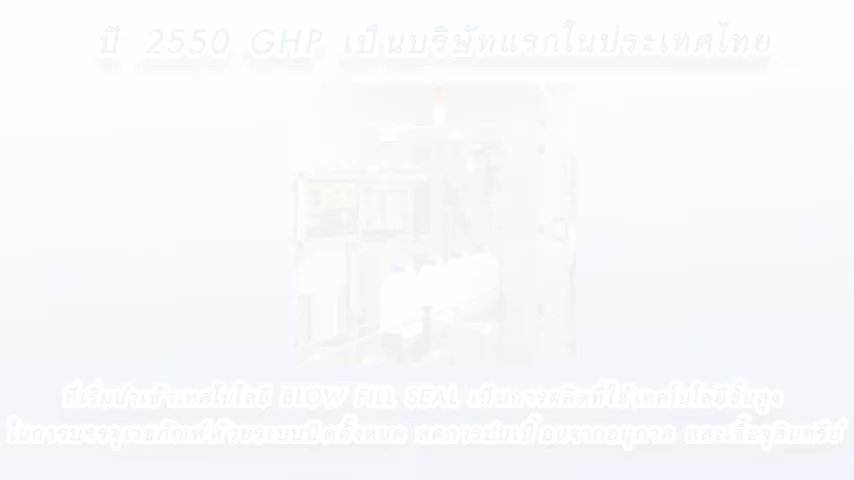 ปี 2550 GHP เป็นบริษัทแรกในประเทศไทย
ที่เริ่มนำเข้าเทคโนโลยี BLOW FILL SEAL เป็นการผลิตที่ใช้เทคโนโลยีขั้นสูง
ในการบรรจุเวชภัณฑ์ด้วยระบบปิดทั้งหมด ลดการปนเปื้อนจากอนุภาค และเชื้อจุลินทรีย์